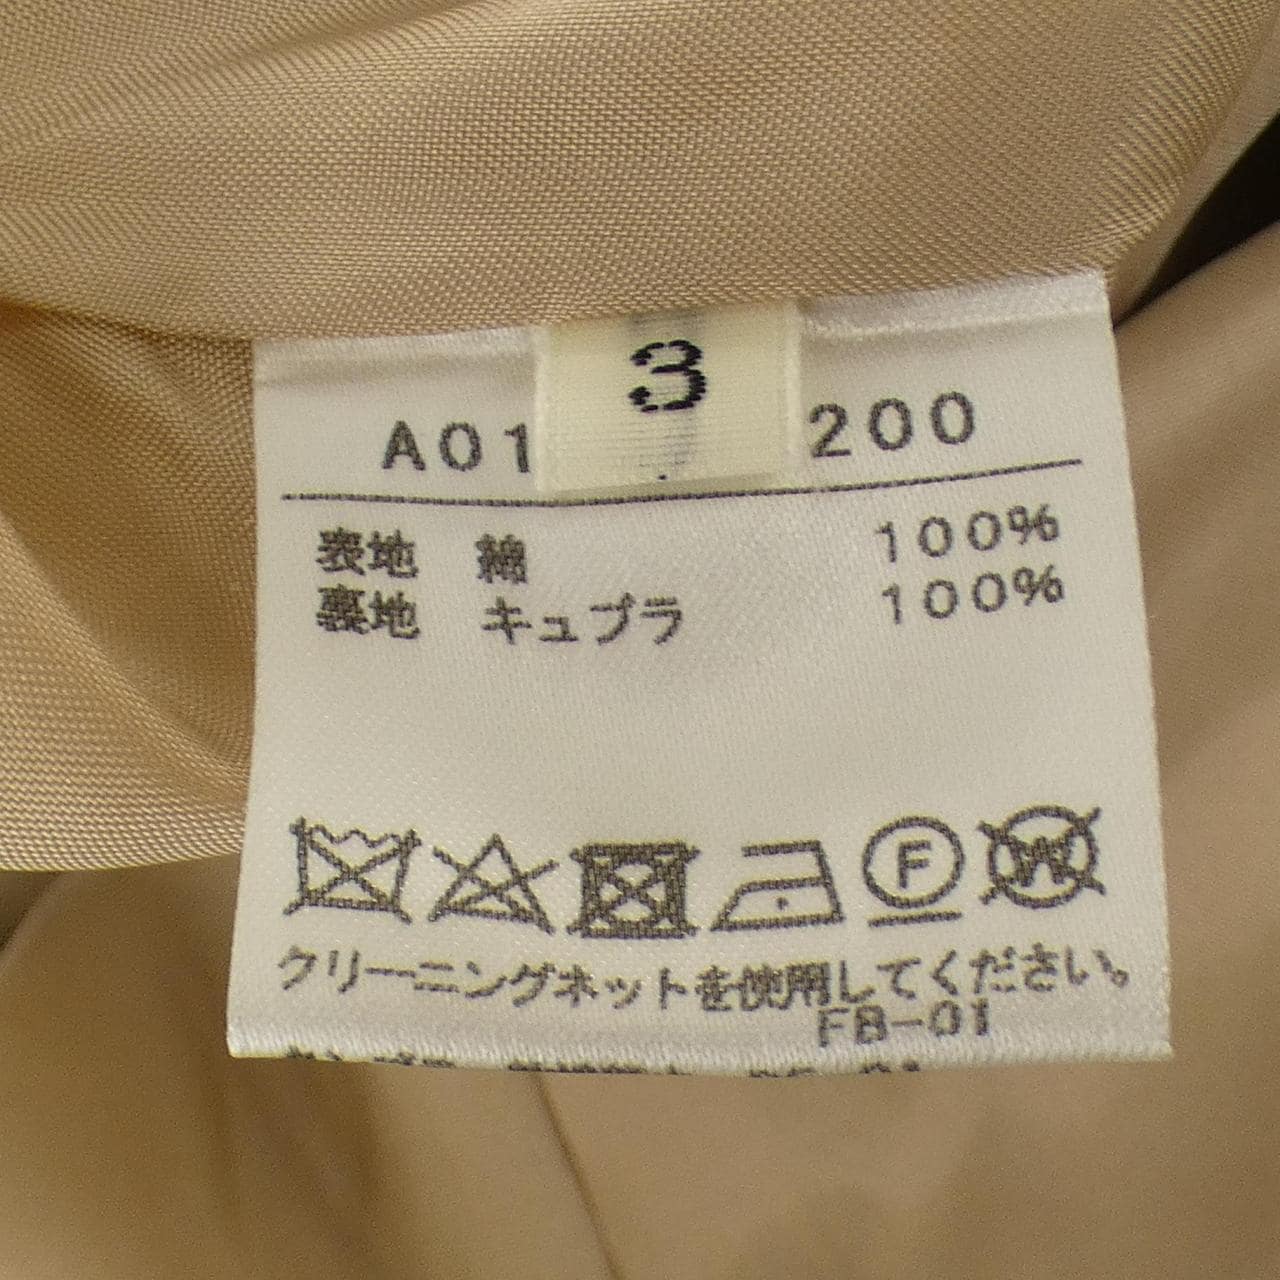 3
A01 200
表地 綿 100%
裏地 キュプラ 100%
F W
クリーニングネットを使用してください。
FB-01